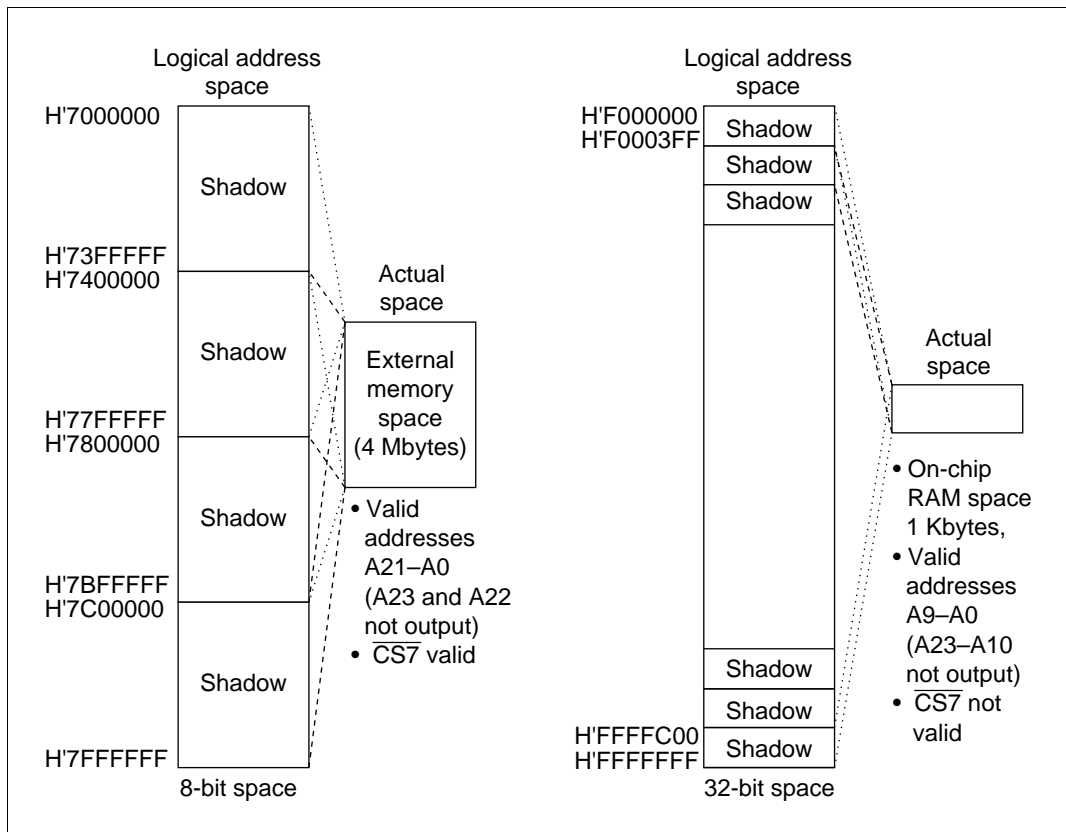 Logical address
space
H'7000000
Shadow
H'73FFFFF
H'7400000
Shadow
H'77FFFFF
H'7800000
Shadow
H'7BFFFFF
H'7C00000
Shadow
H'7FFFFFF
8-bit space
Actual
space
External
memory
space
(4 Mbytes)
• Valid
addresses
A21–A0
(A23 and A22
not output)
• CS7 valid
Logical address
space
H'F000000
H'F0003FF
Shadow
Shadow
Shadow
Shadow
Shadow
H'FFFFC00
Shadow
H'FFFFFFF
32-bit space
Actual
space
• On-chip
RAM space
1 Kbytes,
• Valid
addresses
A9–A0
(A23–A10
not output)
• CS7 not
valid